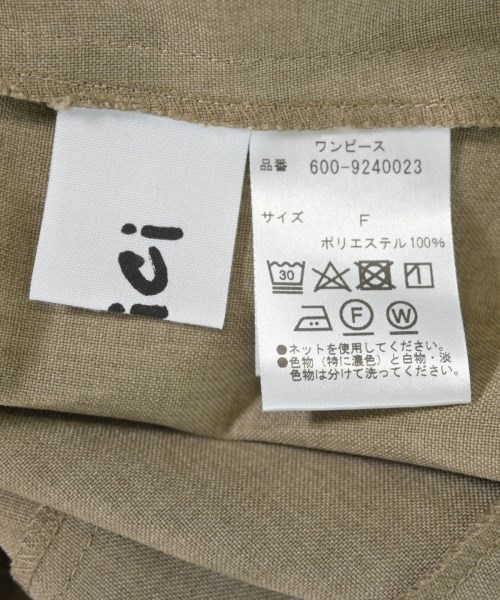 ici
ワンピース
品番 600-9240023
サイズ F
ポリエステル100%
30
F W
●ネットを使用してください。
●色物(特に濃色)と白物・淡
色物は分けて洗ってください。